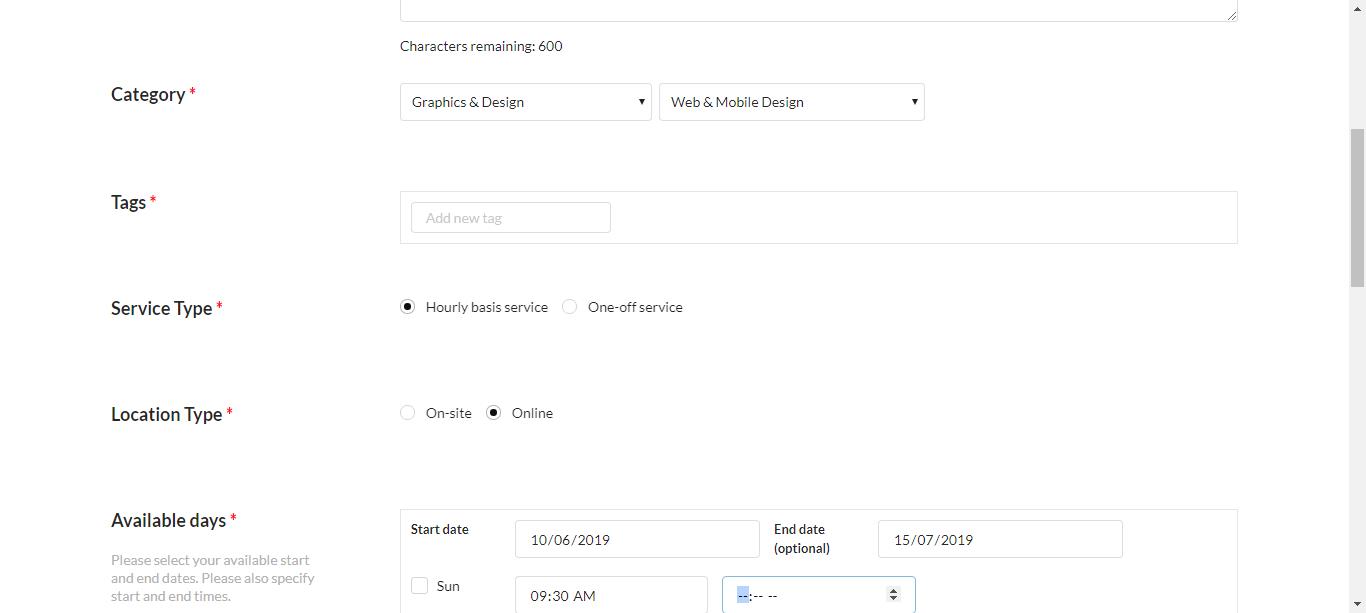 Characters remaining: 600
Category *
Graphics & Design
Web & Mobile Design
Tags *
Add new tag
Service Type *
Hourly basis service
One-off service
Location Type *
On-site
Online
Available days *
Please select your available start
and end dates. Please also specify
start and end times.
Start date
10/06/2019
End date
(optional)
15/07/2019
Sun
09:30 AM
--:-- --